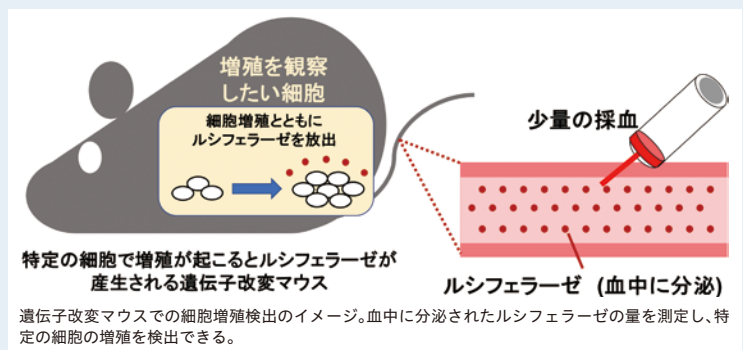 増殖を観察
したい細胞
細胞増殖とともに
ルシフェラーゼを放出
少量の採血
特定の細胞で増殖が起こるとルシフェラーゼが
産生される遺伝子改変マウス
ルシフェラーゼ (血中に分泌)
遺伝子改変マウスでの細胞増殖検出のイメージ。血中に分泌されたルシフェラーゼの量を測定し、特
定の細胞の増殖を検出できる。